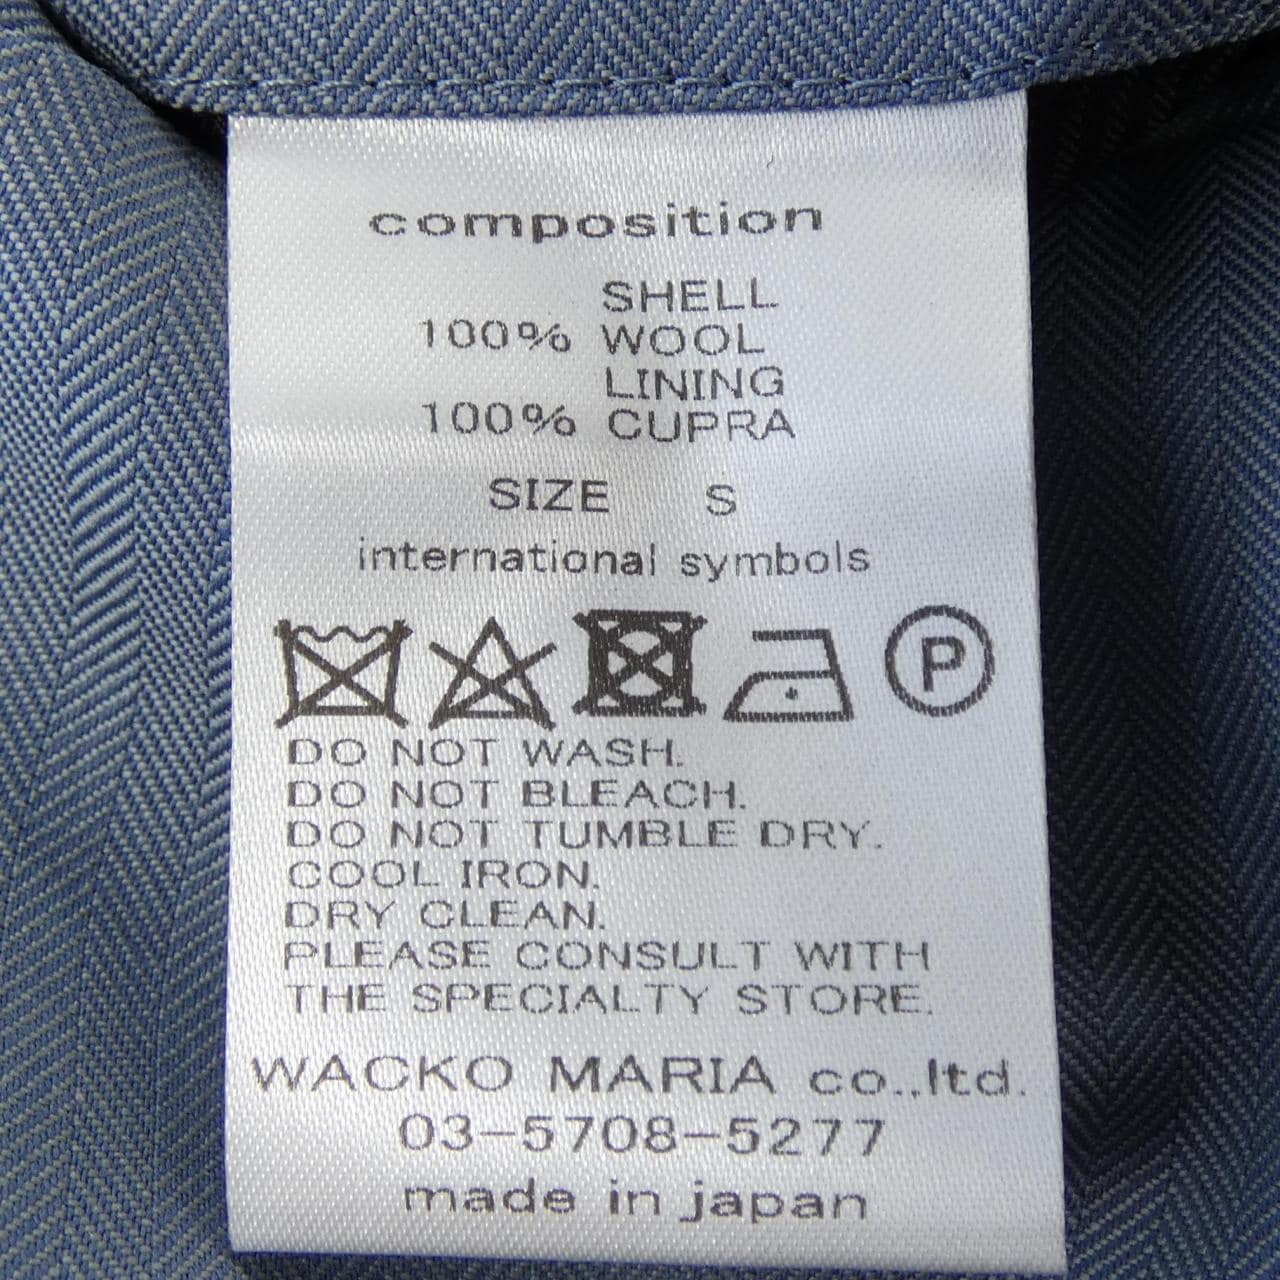 composition
SHELL
100% WOOL
LINING
100% CUPRA
SIZE S
international symbols
P
DO NOT WASH.
DO NOT BLEACH.
DO NOT TUMBLE DRY.
COOL IRON.
DRY CLEAN.
PLEASE CONSULT WITH
THE SPECIALTY STORE.
WACKO MARIA co.,ltd.
03-5708-5277
made in japan